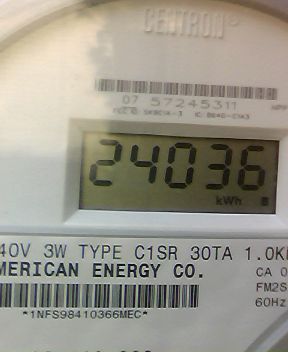 CENTRON®
07 57245311
24036
kWh B
40V 3W TYPE C1SR 30TA 1.0K
MERICAN ENERGY CO.
CA 0
FM2S
60Hz
*1NFS98410366MEC*